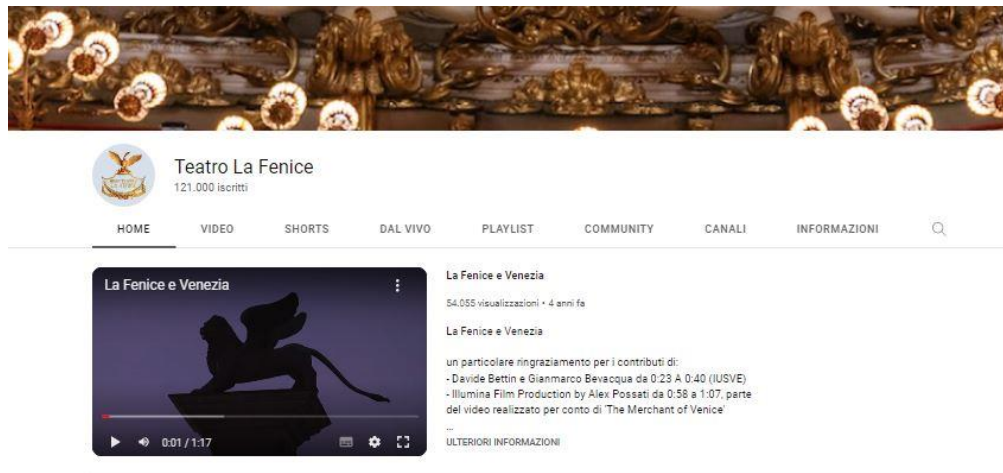 Teatro La Fenice
121.000 iscritti
HOME VIDEO SHORTS DAL VIVO PLAYLIST COMMUNITY CANALI INFORMAZIONI
La Fenice e Venezia
0:01 / 1:17
La Fenice e Venezia
54.055 visualizzazioni • 4 anni fa
La Fenice e Venezia
un particolare ringraziamento per i contributi di:
- Davide Bettin e Gianmarco Bevacqua da 0:23 A 0:40 (IUSVE)
- Illumina Film Production by Alex Possati da 0:58 a 1:07, parte
del video realizzato per conto di 'The Merchant of Venice'
...
ULTERIORI INFORMAZIONI